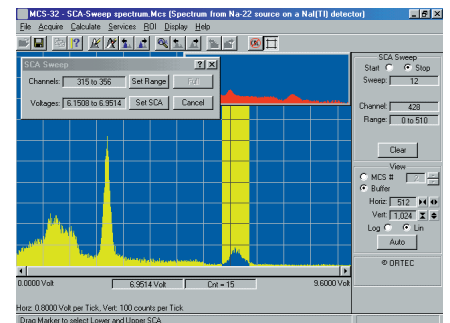 MCS-32 - SCA-Sweep spectrum.Mcs (Spectrum from Na-22 source on a NaI(Tl) detector)
File Acquire Calculate Services ROI Display Help
SCA Sweep
Channels: 315 to 356 Set Range Full
Voltages: 6.1508 to 6.9514 Set SCA Cancel
SCA Sweep
Start Stop
Sweep: 12
Channel: 428
Range: 0 to 510
Clear
View
MCS # 2
Buffer
Horiz: 512
Vert: 1,024
Log Lin
Auto
© ORTEC
0.0000 Volt 6.9514 Volt Cnt = 15 9.6000 Volt
Horz: 0.8000 Volt per Tick, Vert: 100 counts per Tick
Drag Marker to select Lower and Upper SCA